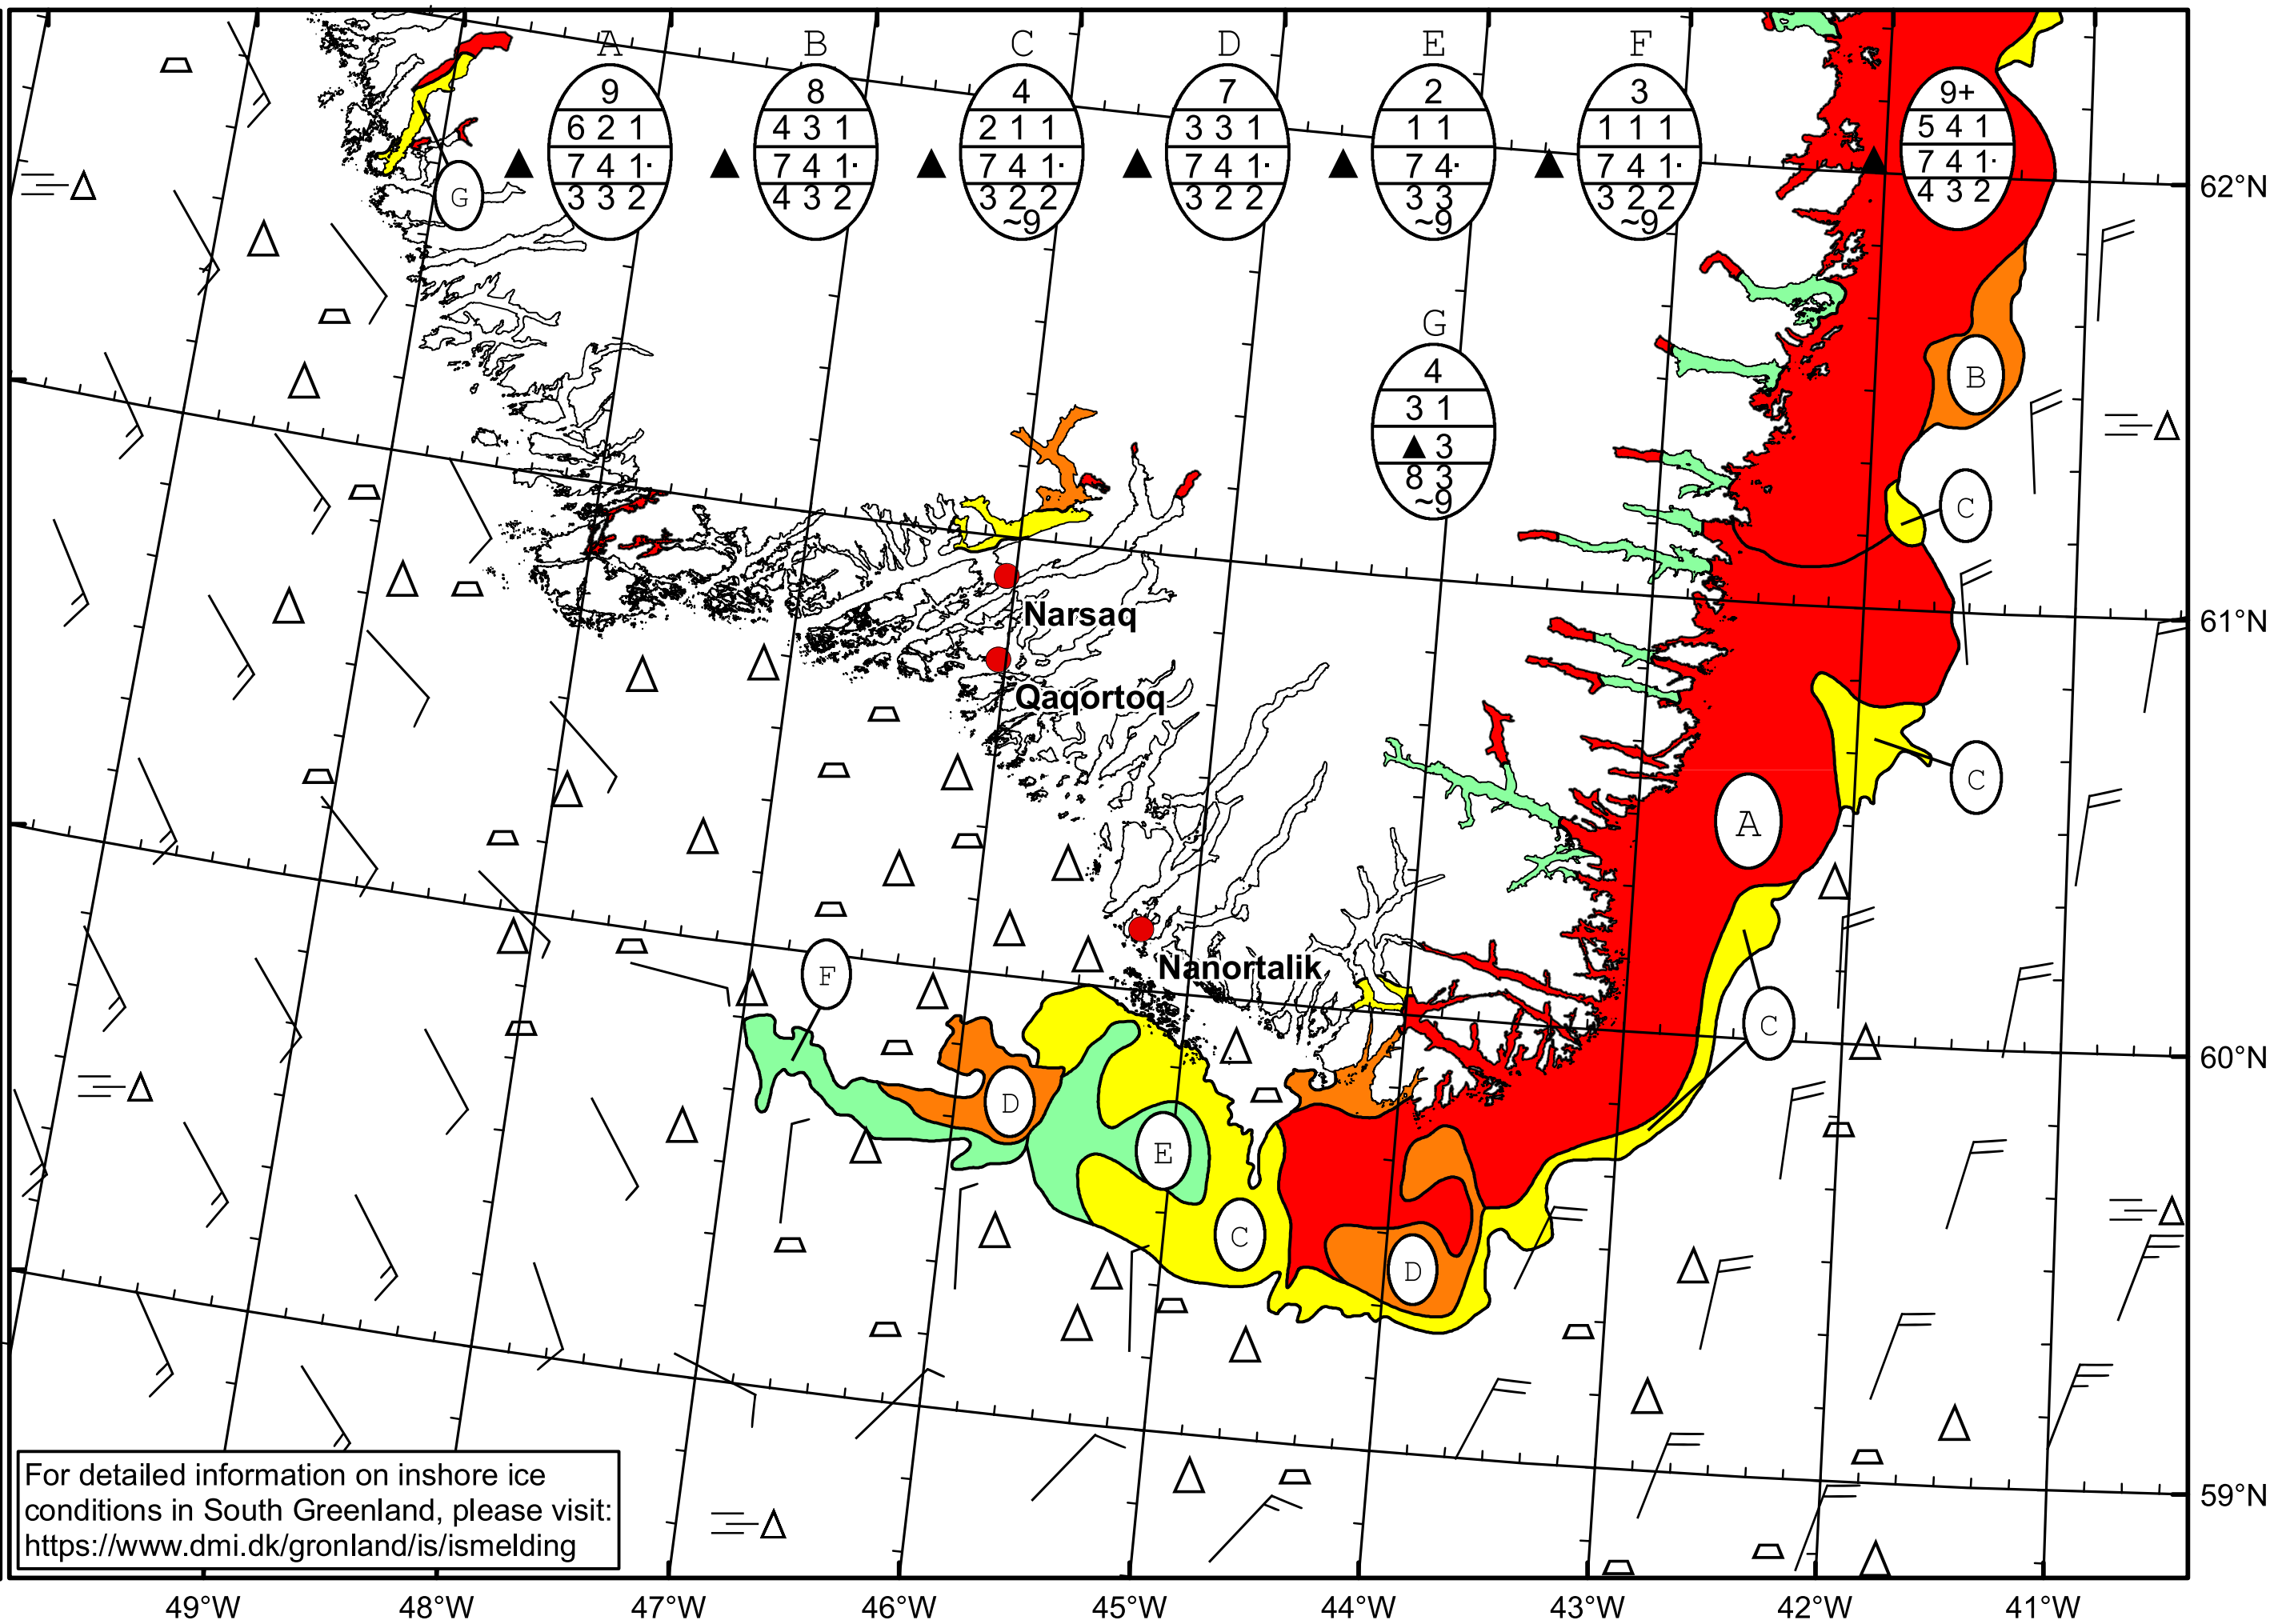 A B C D E F
9 8 4 7 2 3 9+
6 2 1 4 3 1 2 1 1 3 3 1 1 1 1 1 1 5 4 1
7 4 1· 7 4 1· 7 4 1· 7 4 1· 7 4· 7 4 1· 7 4 1·
3 3 2 4 3 2 3 2 2 3 2 2 3 3 3 2 2 4 3 2
~9 ~9 ~9
62°N
G
G
4
3 1
▲ 3
8 3
~9
B
C
Narsaq
61°N
Qaqortoq
C
A
Nanortalik
F
C
60°N
D
E
C
D
For detailed information on inshore ice
conditions in South Greenland, please visit:
https://www.dmi.dk/gronland/is/ismelding
59°N
49°W 48°W 47°W 46°W 45°W 44°W 43°W 42°W 41°W